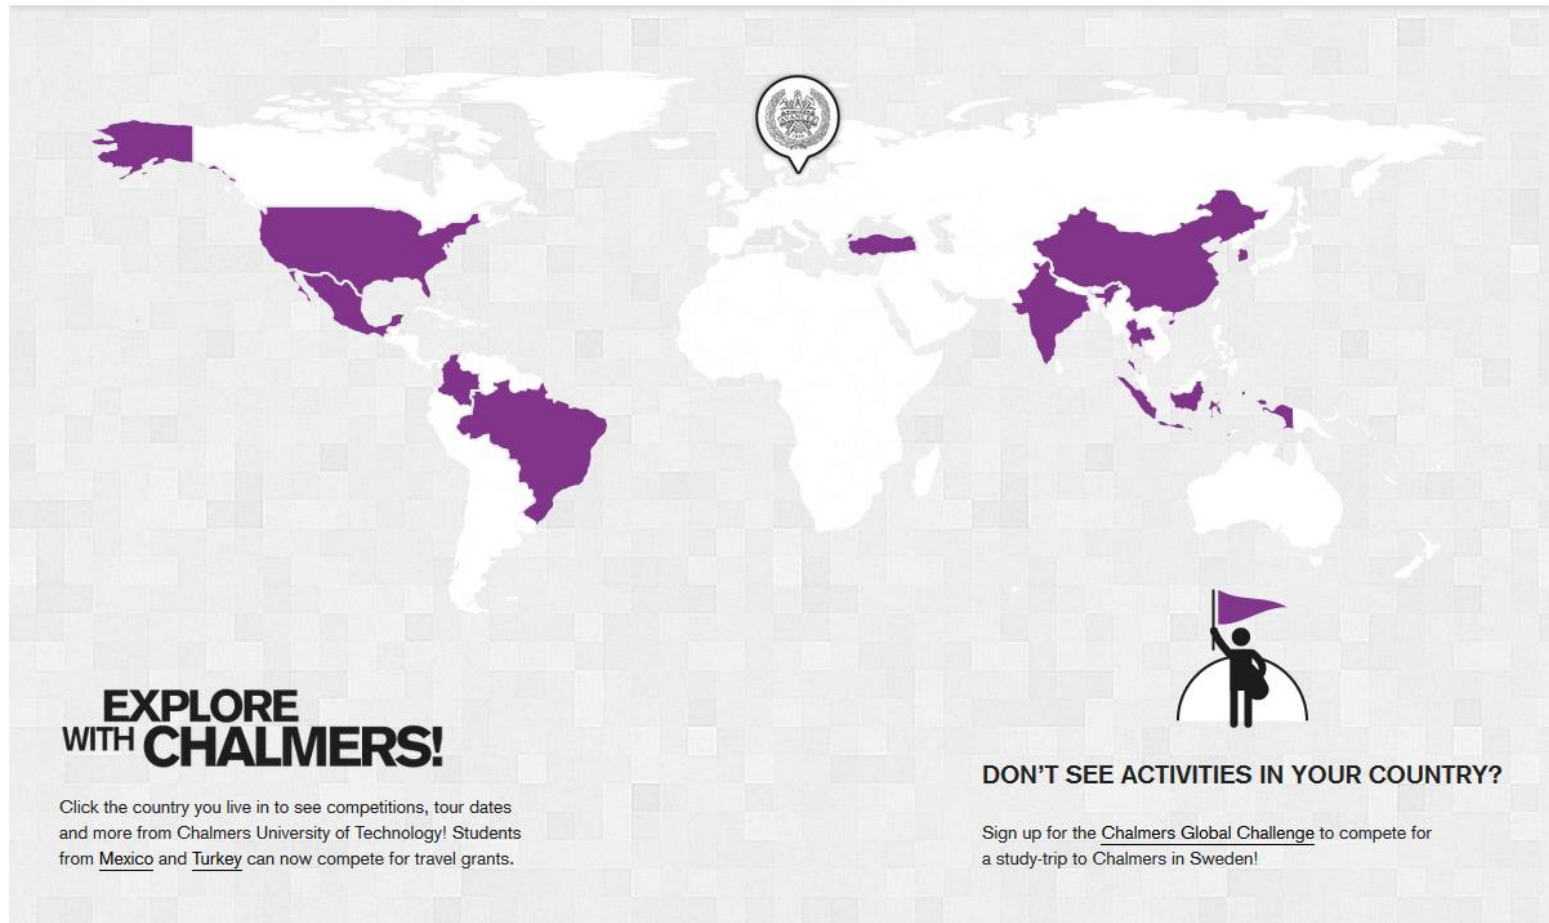 AVANCEZ
EXPLORE
WITH CHALMERS!
Click the country you live in to see competitions, tour dates
and more from Chalmers University of Technology! Students
from Mexico and Turkey can now compete for travel grants.
DON'T SEE ACTIVITIES IN YOUR COUNTRY?
Sign up for the Chalmers Global Challenge to compete for
a study-trip to Chalmers in Sweden!